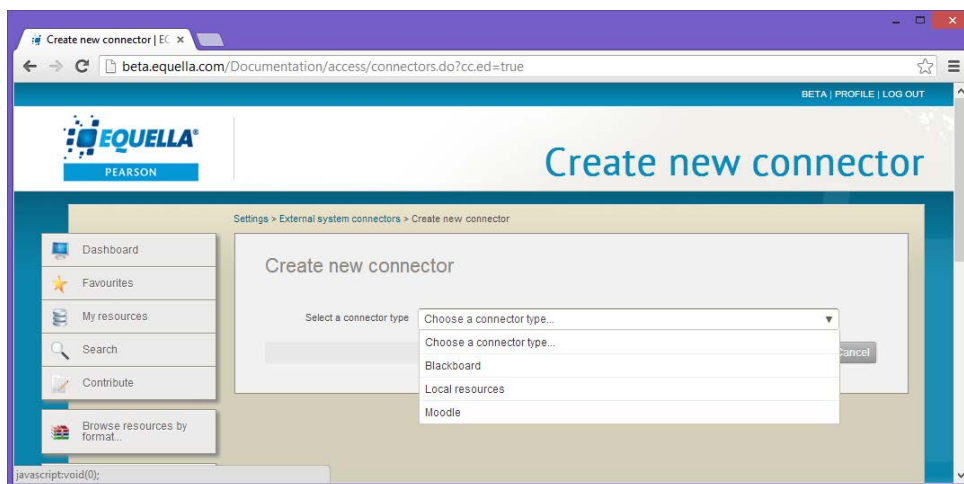 Create new connector | EC
beta.equella.com/Documentation/access/connectors.do?cc.ed=true
BETA | PROFILE | LOG OUT
EQUELLA®
PEARSON
Create new connector
Settings > External system connectors > Create new connector
Dashboard
Favourites
My resources
Search
Contribute
Browse resources by
format...
Create new connector
Select a connector type
Choose a connector type...
Choose a connector type...
Blackboard
Local resources
Moodle
Cancel
javascript:void(0);